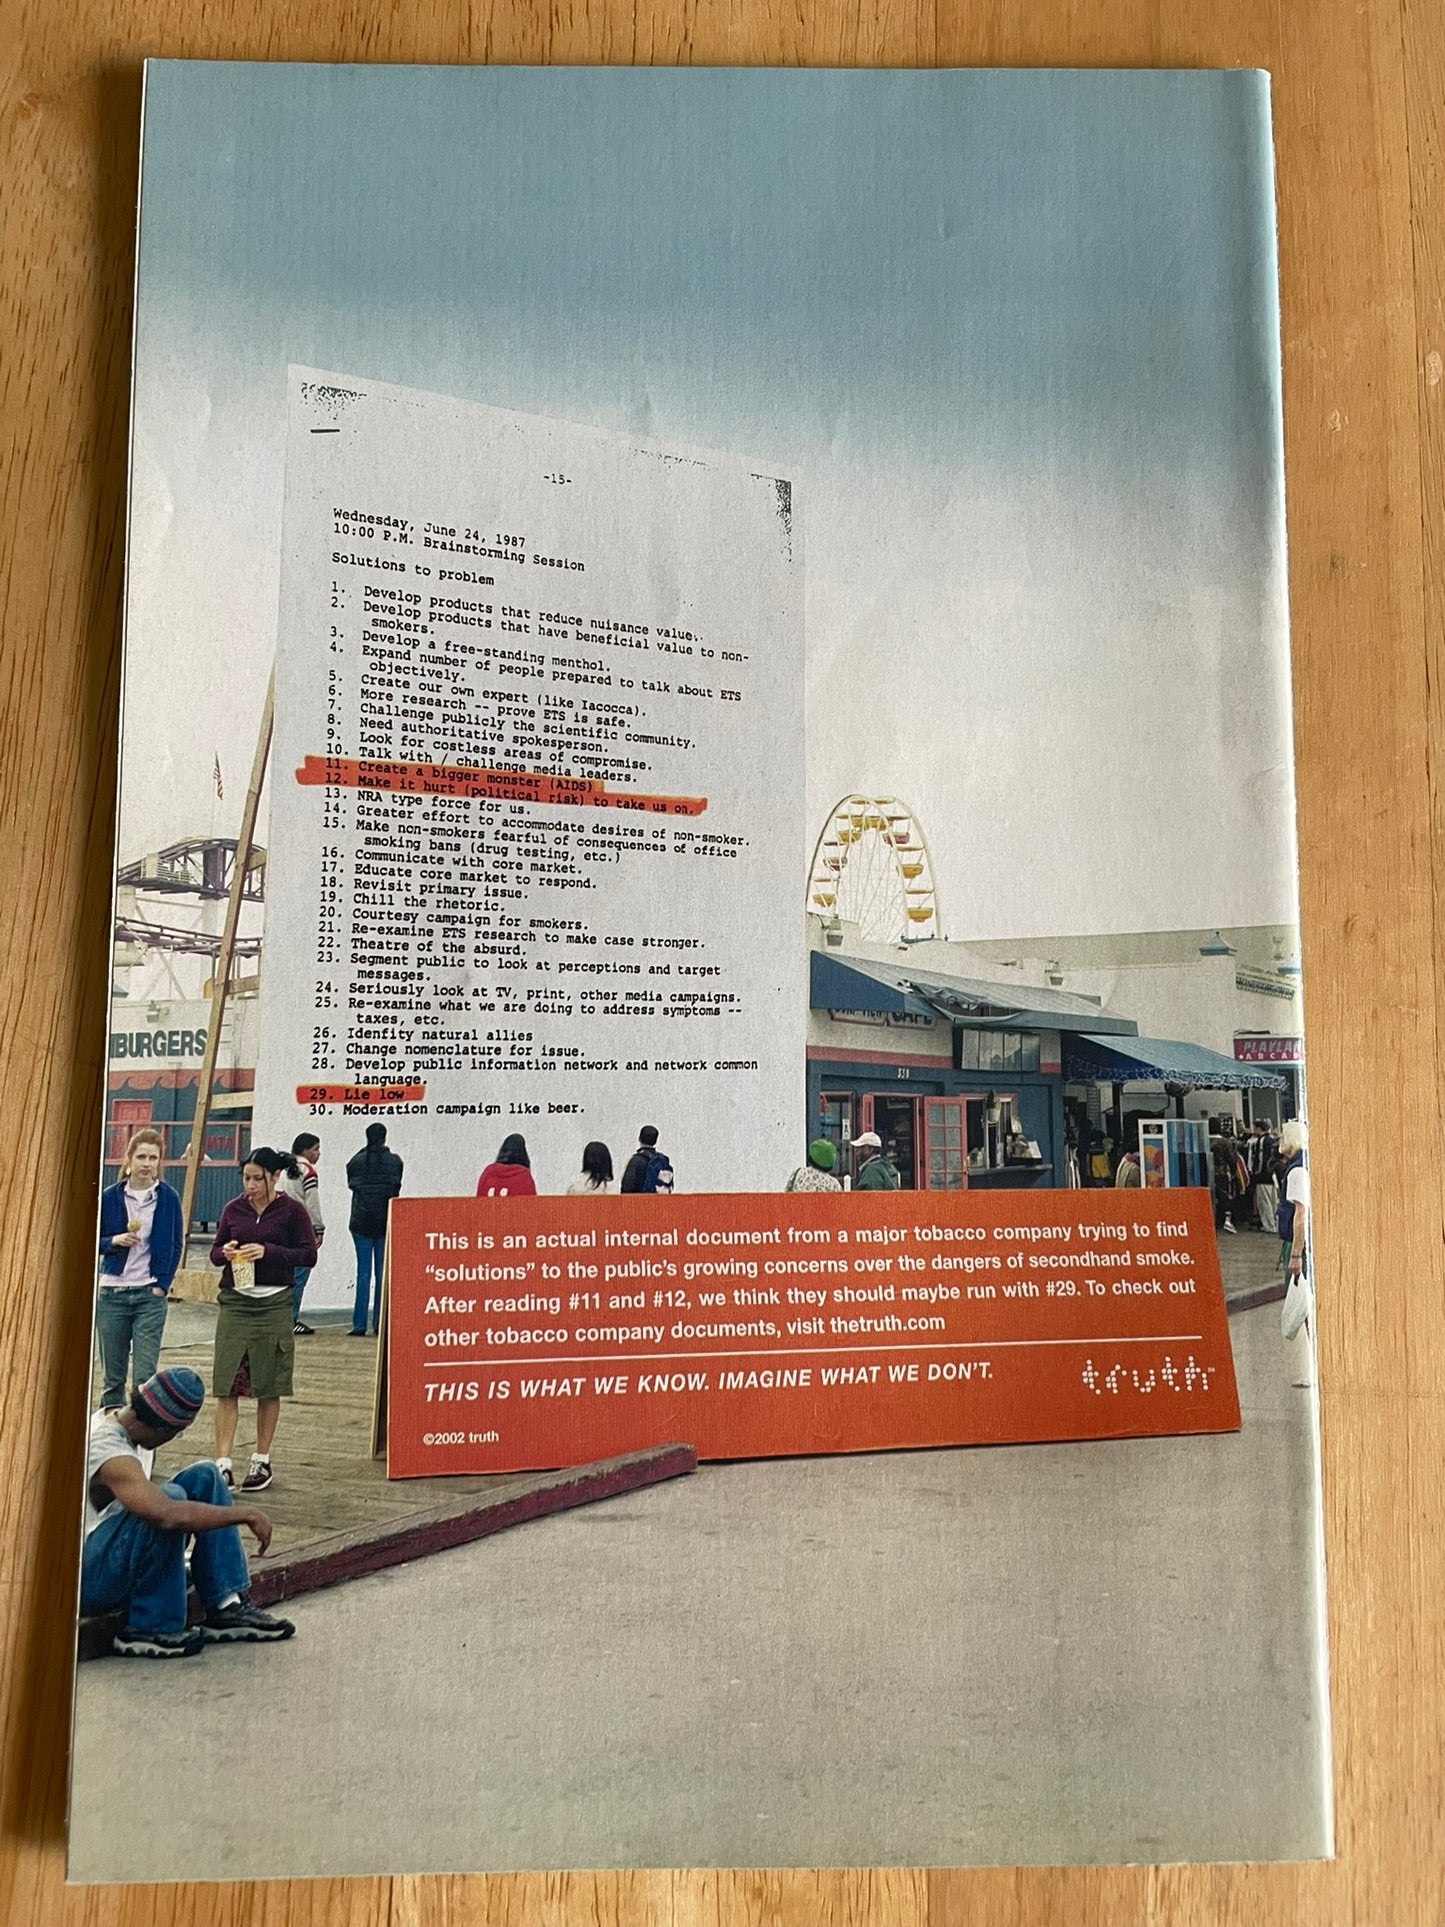 -15-
Wednesday, June 24, 1987
10:00 P.M. Brainstorming Session
Solutions to problem
1. Develop products that reduce nuisance value.
2. Develop products that have beneficial value to non-
smokers.
3. Develop a free-standing menthol.
4. Expand number of people prepared to talk about ETS
objectively.
5. Create our own expert (like Iacocca).
6. More research -- prove ETS is safe.
7. Challenge publicly the scientific community.
8. Need authoritative spokesperson.
9. Look for costless areas of compromise.
10. Talk with / challenge media leaders.
11. Create a bigger monster (AIDS)
12. Make it hurt (political risk) to take us on.
13. NRA type force for us.
14. Greater effort to accommodate desires of non-smoker.
15. Make non-smokers fearful of consequences of office
smoking bans (drug testing, etc.)
16. Communicate with core market.
17. Educate core market to respond.
18. Revisit primary issue.
19. Chill the rhetoric.
20. Courtesy campaign for smokers.
21. Re-examine ETS research to make case stronger.
22. Theatre of the absurd.
23. Segment public to look at perceptions and target
messages.
24. Seriously look at TV, print, other media campaigns.
25. Re-examine what we are doing to address symptoms --
taxes, etc.
26. Idenfity natural allies
27. Change nomenclature for issue.
28. Develop public information network and network common
language.
29. Lie low
30. Moderation campaign like beer.
BURGERS
CAFE
330
PLAYLA
ARCAD
This is an actual internal document from a major tobacco company trying to find
“solutions” to the public’s growing concerns over the dangers of secondhand smoke.
After reading #11 and #12, we think they should maybe run with #29. To check out
other tobacco company documents, visit thetruth.com
THIS IS WHAT WE KNOW. IMAGINE WHAT WE DON’T.
truth
©2002 truth